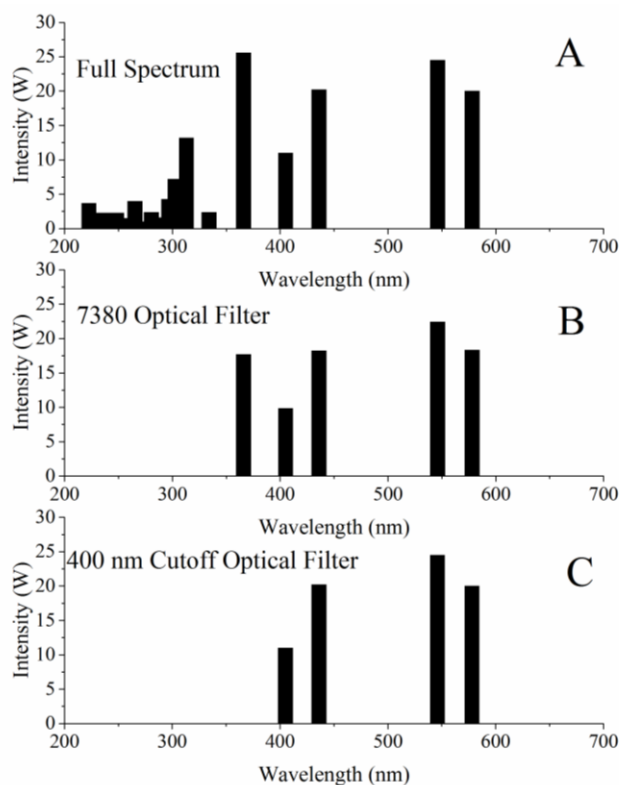 30
25
20
15
10
5
0
Intensity (W)
Full Spectrum
A
200 300 400 500 600 700
Wavelength (nm)
30
25
20
15
10
5
0
Intensity (W)
7380 Optical Filter
B
200 300 400 500 600 700
Wavelength (nm)
30
25
20
15
10
5
0
Intensity (W)
400 nm Cutoff Optical Filter
C
200 300 400 500 600 700
Wavelength (nm)